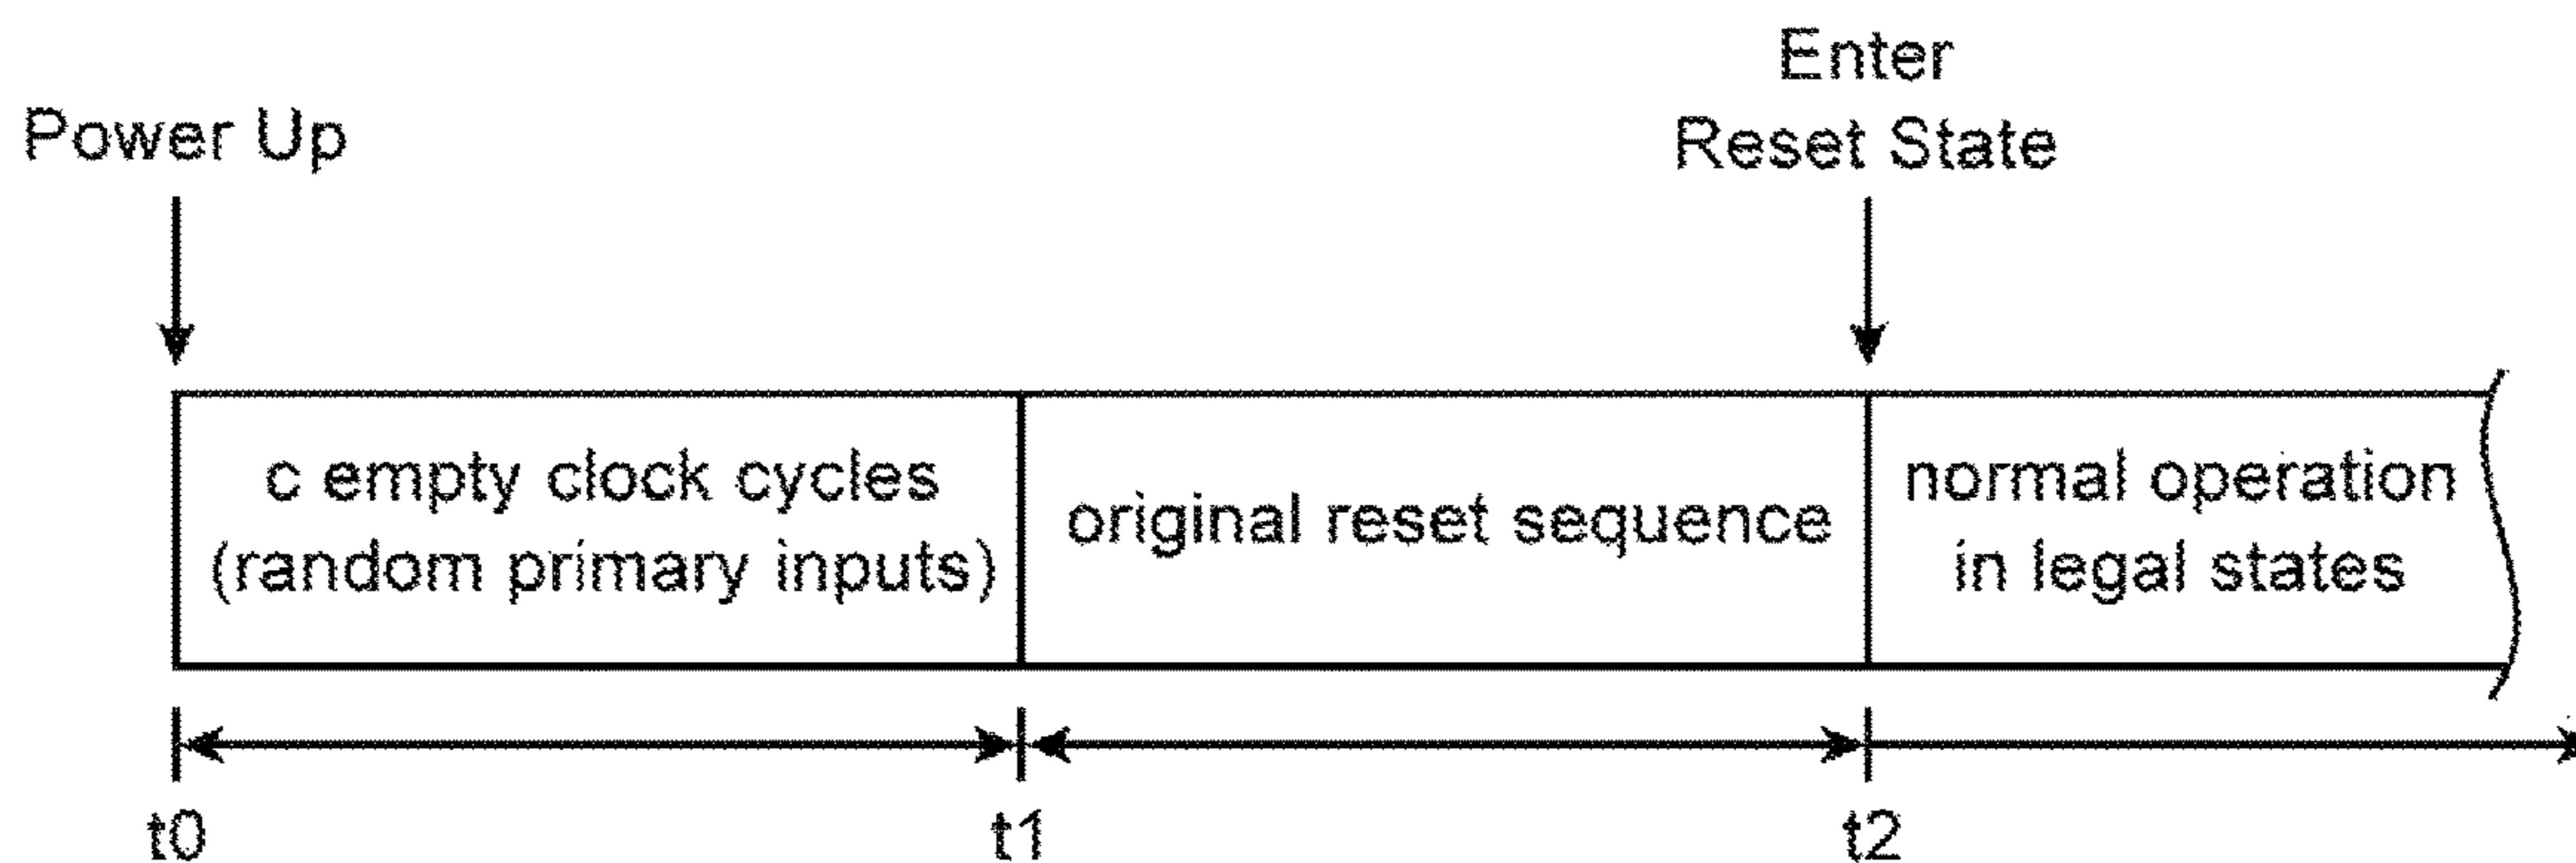 Enter
Power Up
Reset State
c empty clock cycles
(random primary inputs)
original reset sequence
normal operation
in legal states
t0
t1
t2